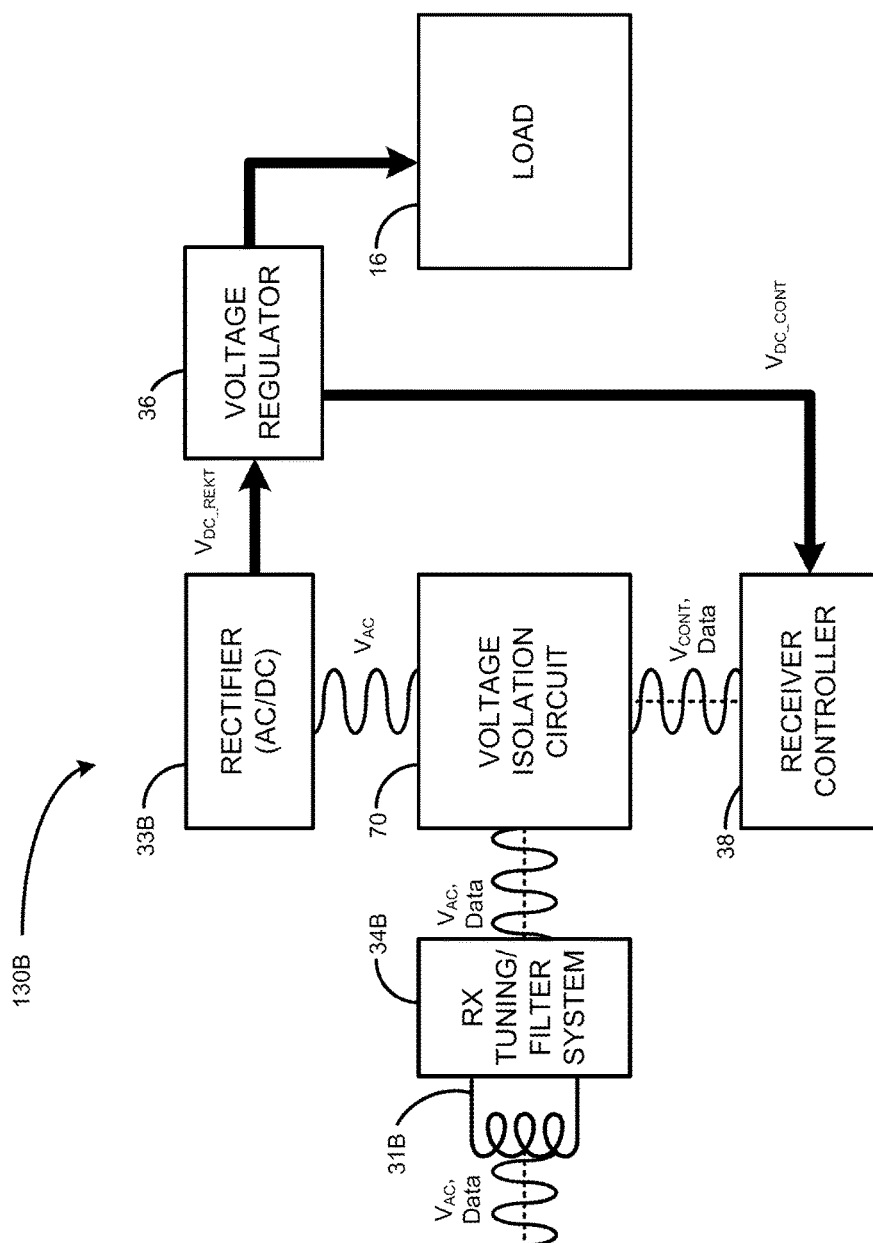 130B
33B
RECTIFIER
(AC/DC)
V_DC_REKT
36
VOLTAGE
REGULATOR
V_AC
16
LOAD
31B
V_AC,
Data
34B
RX
TUNING/
FILTER
SYSTEM
V_AC,
Data
70
VOLTAGE
ISOLATION
CIRCUIT
V_CONT,
Data
38
RECEIVER
CONTROLLER
V_DC_CONT